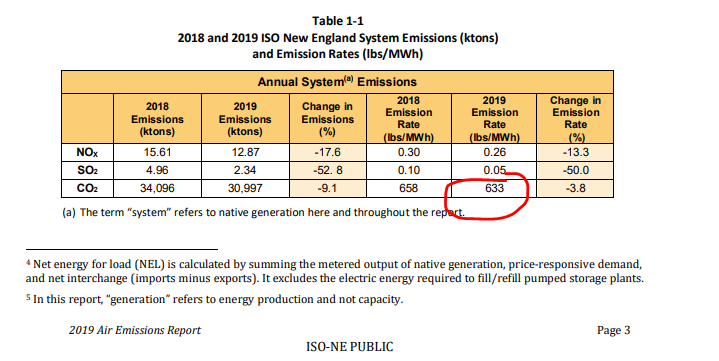 Table 1-1
2018 and 2019 ISO New England System Emissions (ktons)
and Emission Rates (lbs/MWh)
Annual System(a) Emissions
2018 Emissions (ktons) 2019 Emissions (ktons) Change in Emissions (%) 2018 Emission Rate (lbs/MWh) 2019 Emission Rate (lbs/MWh) Change in Emission Rate (%)
NOx 15.61 12.87 -17.6 0.30 0.26 -13.3
SO2 4.96 2.34 -52. 8 0.10 0.05 -50.0
CO2 34,096 30,997 -9.1 658 633 -3.8
(a) The term “system” refers to native generation here and throughout the report.
4 Net energy for load (NEL) is calculated by summing the metered output of native generation, price-responsive demand,
and net interchange (imports minus exports). It excludes the electric energy required to fill/refill pumped storage plants.
5 In this report, “generation” refers to energy production and not capacity.
2019 Air Emissions Report Page 3
ISO-NE PUBLIC